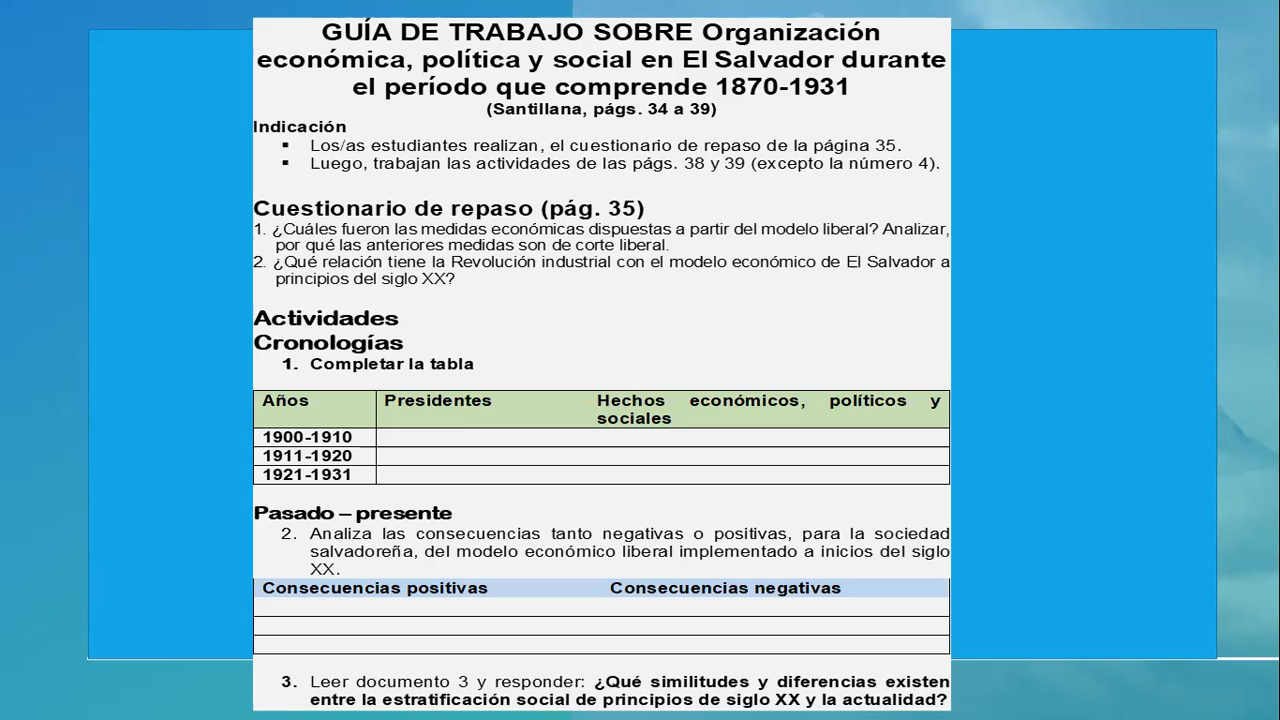 GUÍA DE TRABAJO SOBRE Organización
económica, política y social en El Salvador durante
el período que comprende 1870-1931
(Santillana, págs. 34 a 39)
Indicación
▪ Los/as estudiantes realizan, el cuestionario de repaso de la página 35.
▪ Luego, trabajan las actividades de las págs. 38 y 39 (excepto la número 4).
Cuestionario de repaso (pág. 35)
1. ¿Cuáles fueron las medidas económicas dispuestas a partir del modelo liberal? Analizar,
por qué las anteriores medidas son de corte liberal.
2. ¿Qué relación tiene la Revolución industrial con el modelo económico de El Salvador a
principios del siglo XX?
Actividades
Cronologías
1. Completar la tabla
Años Presidentes Hechos económicos, políticos y
sociales
1900-1910
1911-1920
1921-1931
Pasado – presente
2. Analiza las consecuencias tanto negativas o positivas, para la sociedad
salvadoreña, del modelo económico liberal implementado a inicios del siglo
XX.
Consecuencias positivas Consecuencias negativas
3. Leer documento 3 y responder: ¿Qué similitudes y diferencias existen
entre la estratificación social de principios de siglo XX y la actualidad?